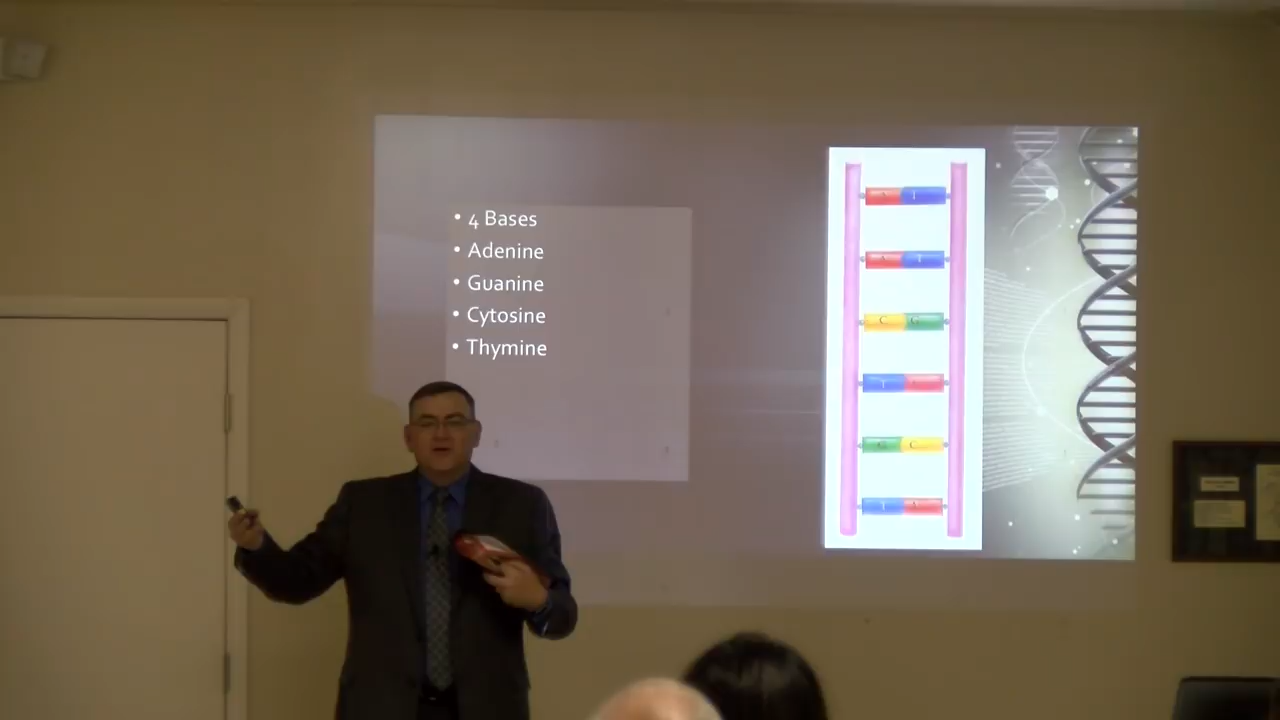 • 4 Bases
• Adenine
• Guanine
• Cytosine
• Thymine
C G
G C